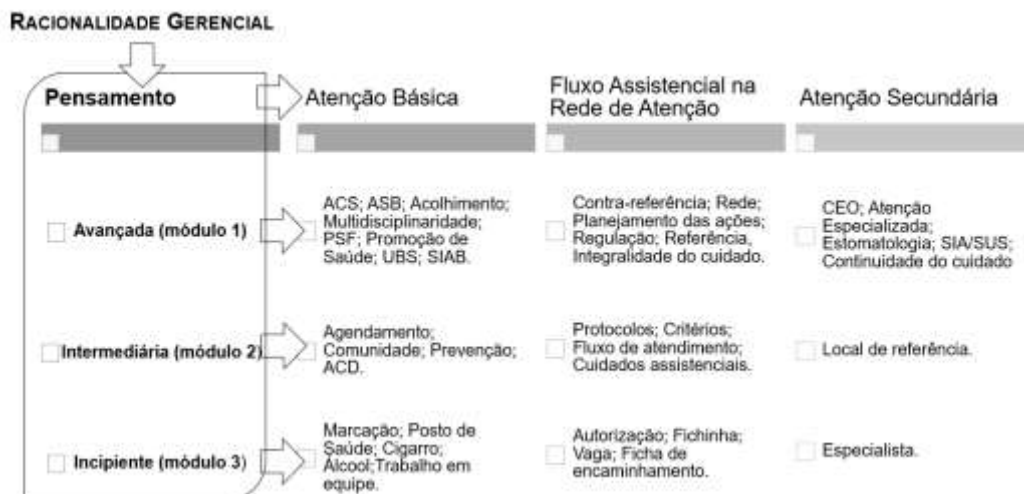 RACIONALIDADE GERENCIAL
Pensamento
Atenção Básica
Fluxo Assistencial na
Rede de Atenção
Atenção Secundária
Avançada (módulo 1)
ACS; ASB; Acolhimento;
Multidisciplinaridade;
PSF; Promoção de
Saúde; UBS; SIAB.
Contra-referência; Rede;
Planejamento das ações;
Regulação; Referência,
Integralidade do cuidado.
CEO; Atenção
Especializada;
Estomatologia; SIA/SUS;
Continuidade do cuidado
Intermediária (módulo 2)
Agendamento;
Comunidade; Prevenção;
ACD.
Protocolos; Critérios;
Fluxo de atendimento;
Cuidados assistenciais.
Local de referência.
Incipiente (módulo 3)
Marcação; Posto de
Saúde; Cigarro;
Álcool;Trabalho em
equipe.
Autorização; Fichinha;
Vaga; Ficha de
encaminhamento.
Especialista.